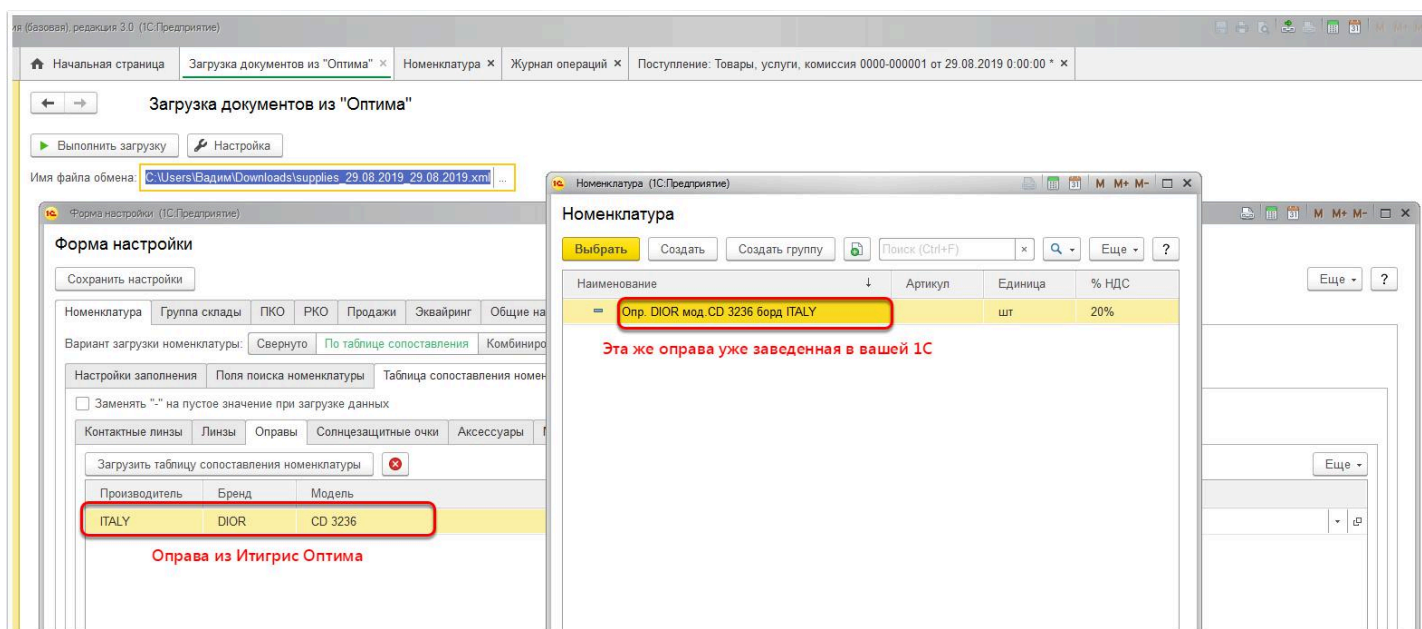 ия (базовая), редакция 3.0 (1С:Предприятие)
31 M M+ M-
Начальная страница Загрузка документов из "Оптима" × Номенклатура × Журнал операций × Поступление: Товары, услуги, комиссия 0000-000001 от 29.08.2019 0:00:00 * ×
Загрузка документов из "Оптима"
Выполнить загрузку Настройка
Имя файла обмена: C:\Users\Вадим\Downloads\supplies_29.08.2019_29.08.2019.xml ...
Номенклатура (1С:Предприятие) 31 M M+ M-
Форма настройки (1С:Предприятие) 31 M M+ M-
Номенклатура
Форма настройки
Выбрать Создать Создать группу Поиск (Ctrl+F) × Еще ?
Сохранить настройки
Еще ?
Наименование ↓ Артикул Единица % НДС
Номенклатура Группа склады ПКО РКО Продажи Эквайринг Общие на
Опр. DIOR мод.CD 3236 борд ITALY шт 20%
Вариант загрузки номенклатуры: Свернуто По таблице сопоставления Комбиниро
Эта же оправа уже заведенная в вашей 1С
Настройки заполнения Поля поиска номенклатуры Таблица сопоставления номен
Заменять "-" на пустое значение при загрузке данных
Контактные линзы Линзы Оправы Солнцезащитные очки Аксессуары
Загрузить таблицу сопоставления номенклатуры
Еще
Производитель Бренд Модель
ITALY DIOR CD 3236
Оправа из Итигрис Оптима